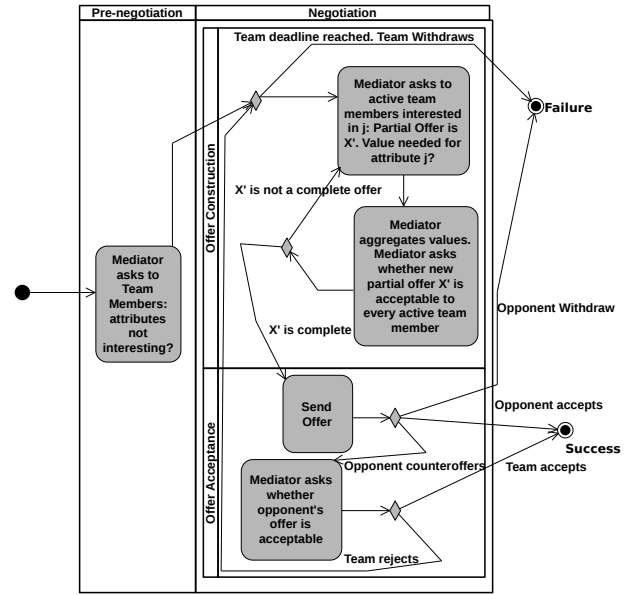 Pre-negotiation
Negotiation
Team deadline reached. Team Withdraws
Mediator asks to
active team
members interested
in j: Partial Offer is
X'. Value needed for
attribute j?
Failure
Offer Construction
X' is not a complete offer
Mediator
aggregates values.
Mediator asks
whether new
partial offer X' is
acceptable to
every active team
member
Mediator
asks to
Team
Members:
attributes
not
interesting?
Opponent Withdraw
X' is complete
Offer Acceptance
Send
Offer
Opponent accepts
Success
Opponent counteroffers
Team accepts
Mediator asks
whether
opponent's
offer is
acceptable
Team rejects